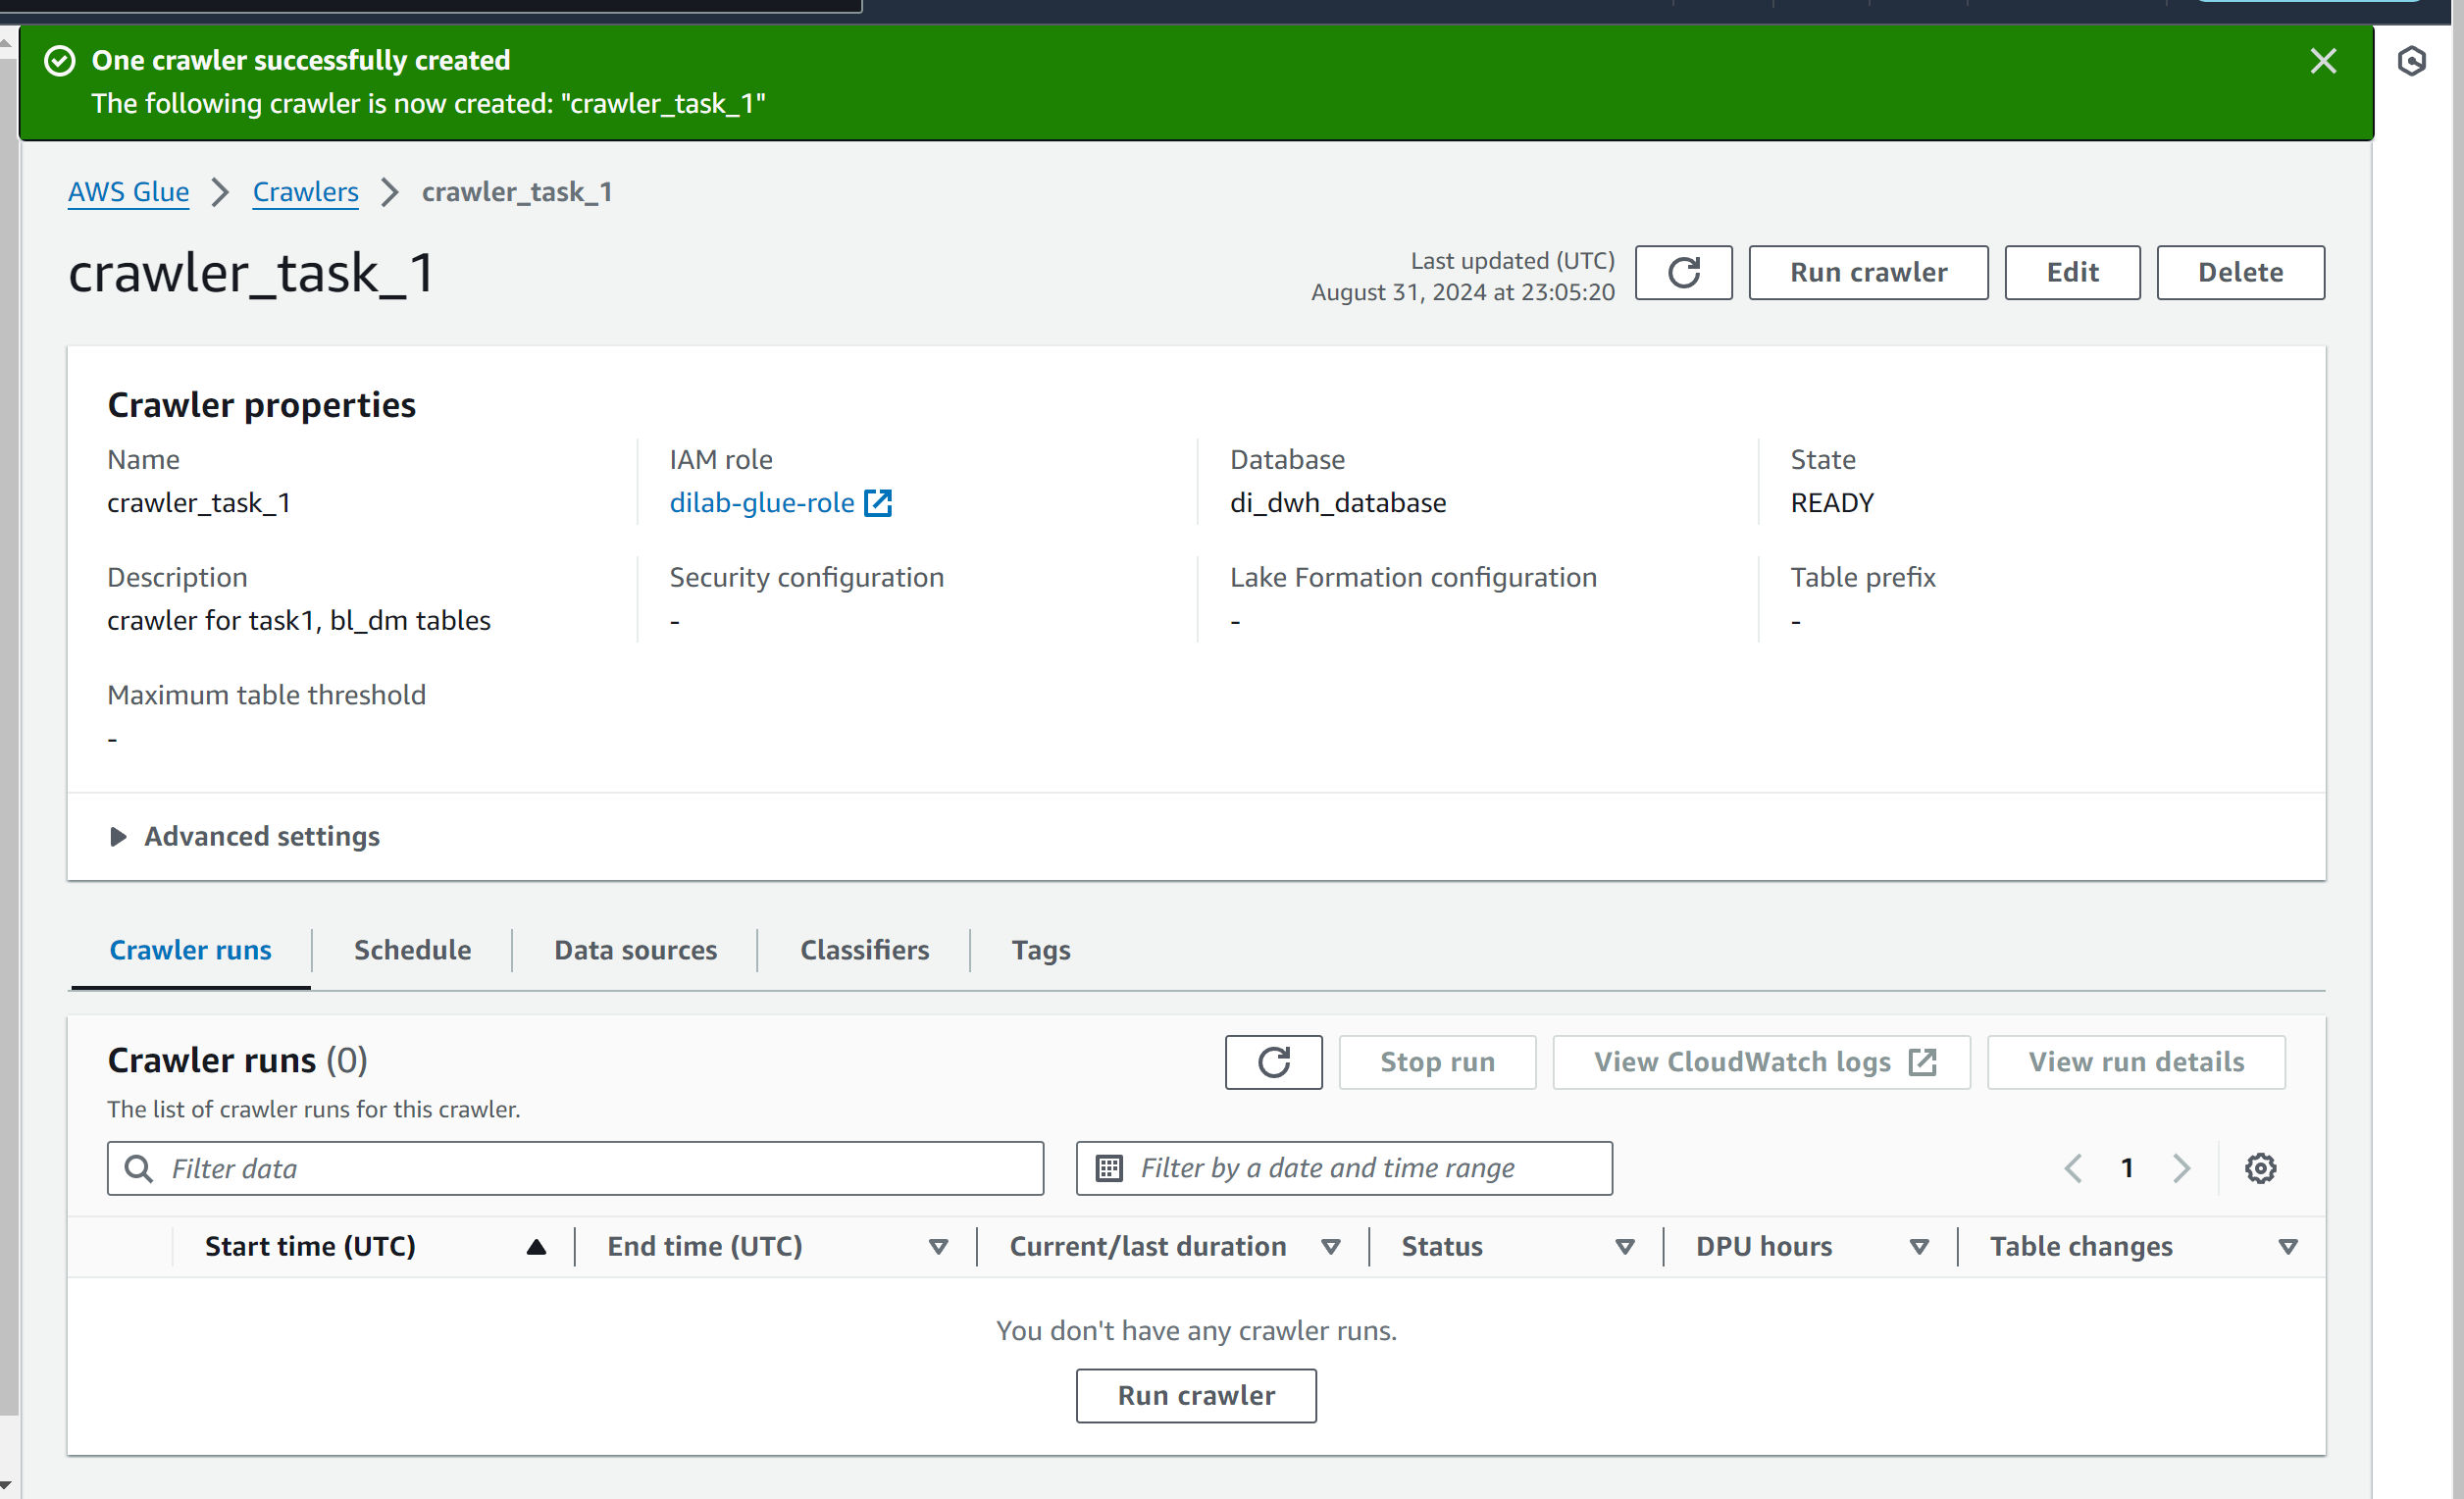 One crawler successfully created
The following crawler is now created: "crawler_task_1"
AWS Glue
Crawlers
crawler_task_1
crawler_task_1
Last updated (UTC)
August 31, 2024 at 23:05:20
Run crawler
Edit
Delete
Crawler properties
Name
crawler_task_1
IAM role
dilab-glue-role
Database
di_dwh_database
State
READY
Description
crawler for task1, bl_dm tables
Security configuration
-
Lake Formation configuration
-
Table prefix
-
Maximum table threshold
-
Advanced settings
Crawler runs
Schedule
Data sources
Classifiers
Tags
Crawler runs (0)
Stop run
View CloudWatch logs
View run details
The list of crawler runs for this crawler.
Filter data
Filter by a date and time range
1
Start time (UTC)
End time (UTC)
Current/last duration
Status
DPU hours
Table changes
You don't have any crawler runs.
Run crawler